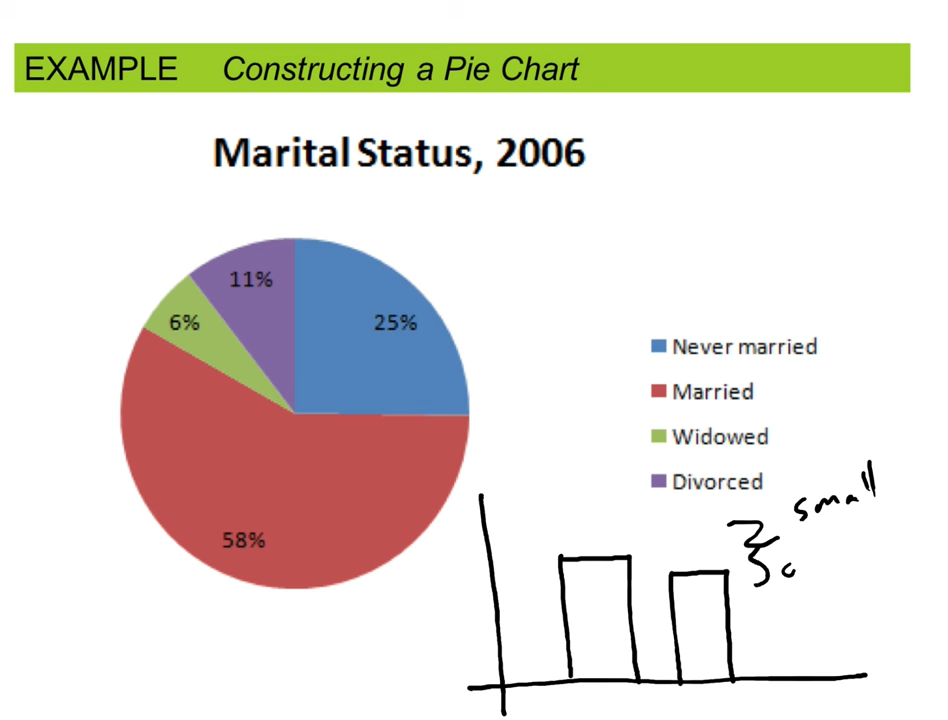 EXAMPLE Constructing a Pie Chart
Marital Status, 2006
11%
6%
25%
58%
Never married
Married
Widowed
Divorced
small